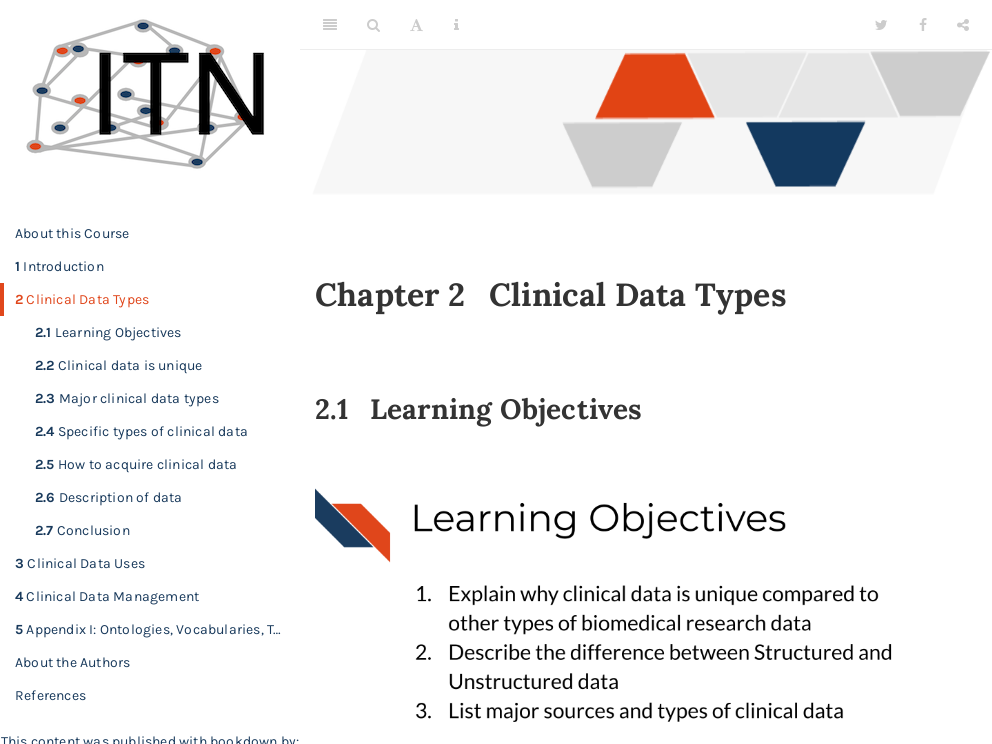 ITN
About this Course
1 Introduction
2 Clinical Data Types
2.1 Learning Objectives
2.2 Clinical data is unique
2.3 Major clinical data types
2.4 Specific types of clinical data
2.5 How to acquire clinical data
2.6 Description of data
2.7 Conclusion
3 Clinical Data Uses
4 Clinical Data Management
5 Appendix I: Ontologies, Vocabularies, T...
About the Authors
References
This content was published with bookdown by:
A
i
Chapter 2 Clinical Data Types
2.1 Learning Objectives
Learning Objectives
1. Explain why clinical data is unique compared to
other types of biomedical research data
2. Describe the difference between Structured and
Unstructured data
3. List major sources and types of clinical data